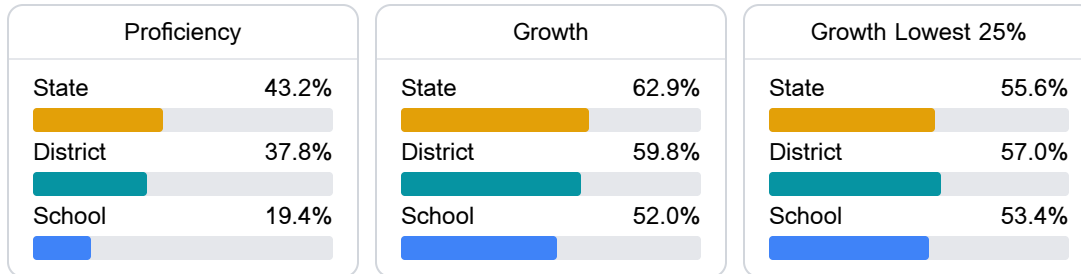 Proficiency
State 43.2%
District 37.8%
School 19.4%
Growth
State 62.9%
District 59.8%
School 52.0%
Growth Lowest 25%
State 55.6%
District 57.0%
School 53.4%